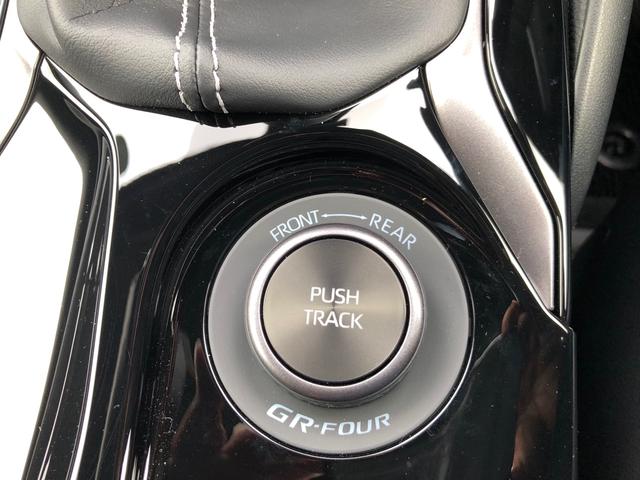 FRONT ↔ REAR
PUSH
TRACK
GR-FOUR